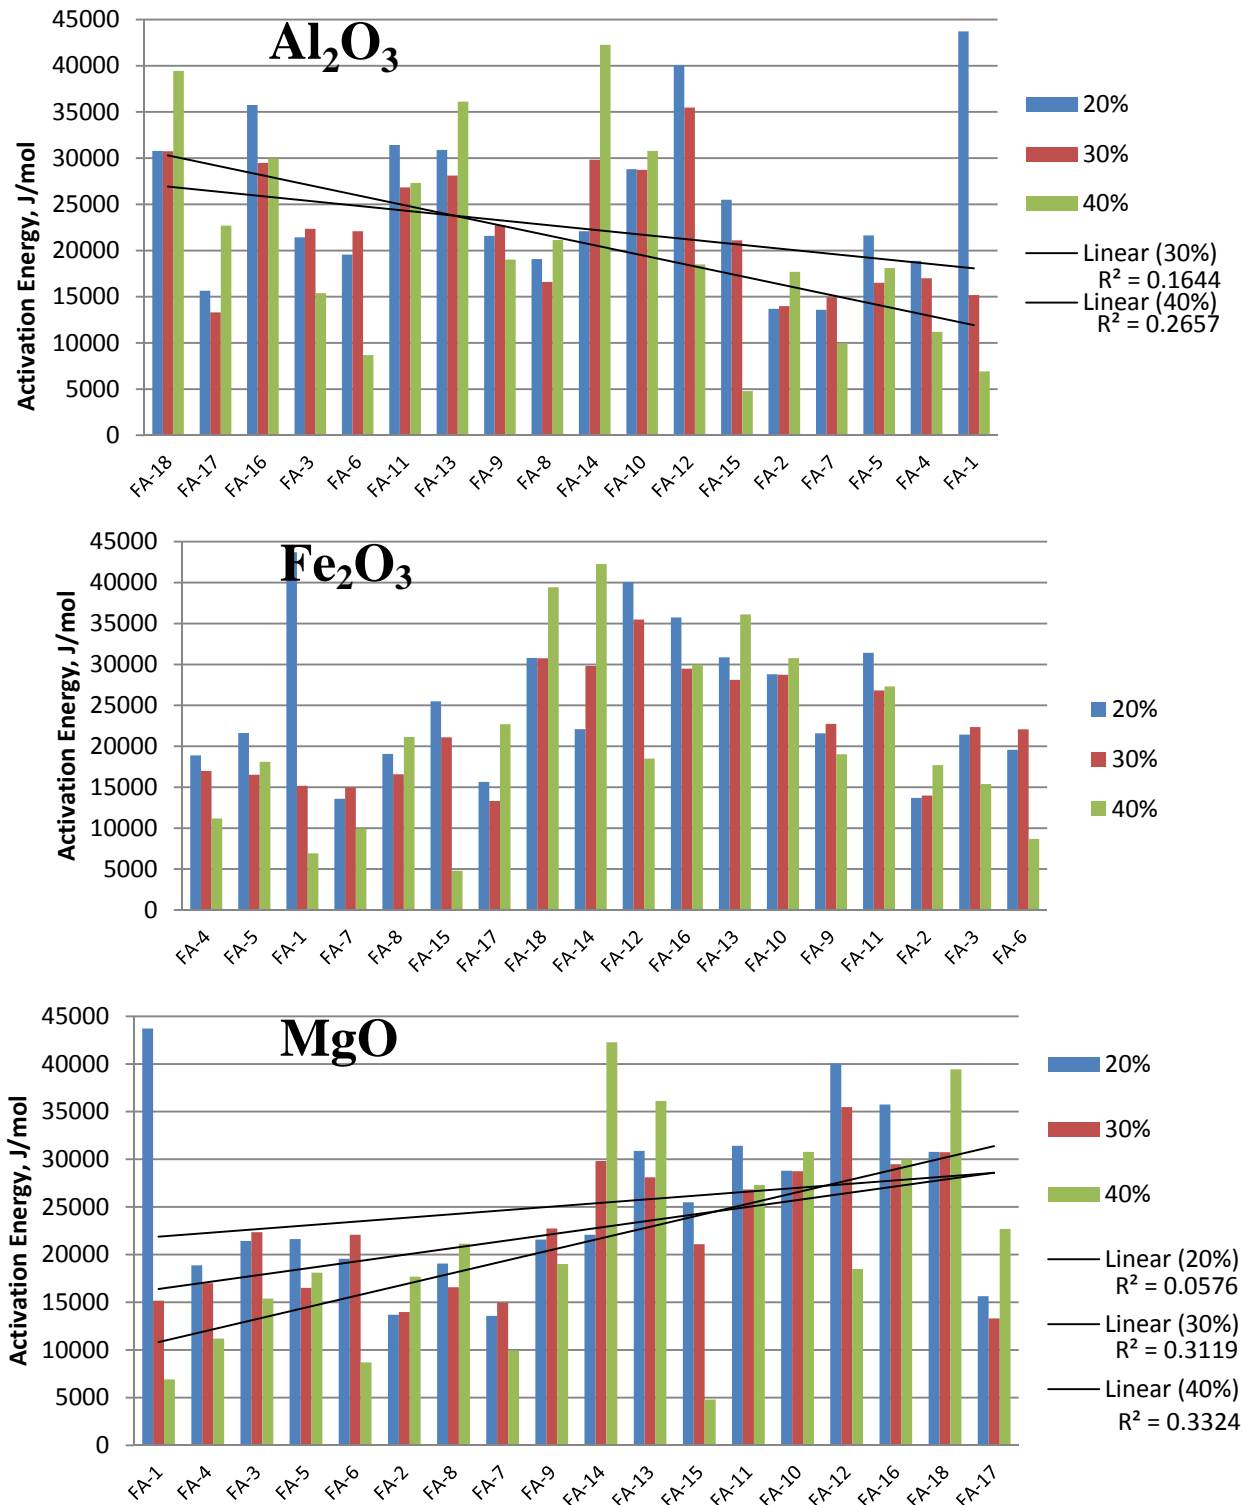 Al₂O₃
Activation Energy, J/mol
45000
40000
35000
30000
25000
20000
15000
10000
5000
0
FA-18 FA-17 FA-16 FA-3 FA-6 FA-11 FA-13 FA-9 FA-8 FA-14 FA-10 FA-12 FA-15 FA-2 FA-7 FA-5 FA-4 FA-1
20%
30%
40%
Linear (30%)
R² = 0.1644
Linear (40%)
R² = 0.2657
Fe₂O₃
Activation Energy, J/mol
45000
40000
35000
30000
25000
20000
15000
10000
5000
0
FA-4 FA-5 FA-1 FA-7 FA-8 FA-15 FA-17 FA-18 FA-14 FA-12 FA-16 FA-13 FA-10 FA-9 FA-11 FA-2 FA-3 FA-6
20%
30%
40%
MgO
Activation Energy, J/mol
45000
40000
35000
30000
25000
20000
15000
10000
5000
0
FA-1 FA-4 FA-3 FA-5 FA-6 FA-2 FA-8 FA-7 FA-9 FA-14 FA-13 FA-15 FA-11 FA-10 FA-12 FA-16 FA-18 FA-17
20%
30%
40%
Linear (20%)
R² = 0.0576
Linear (30%)
R² = 0.3119
Linear (40%)
R² = 0.3324